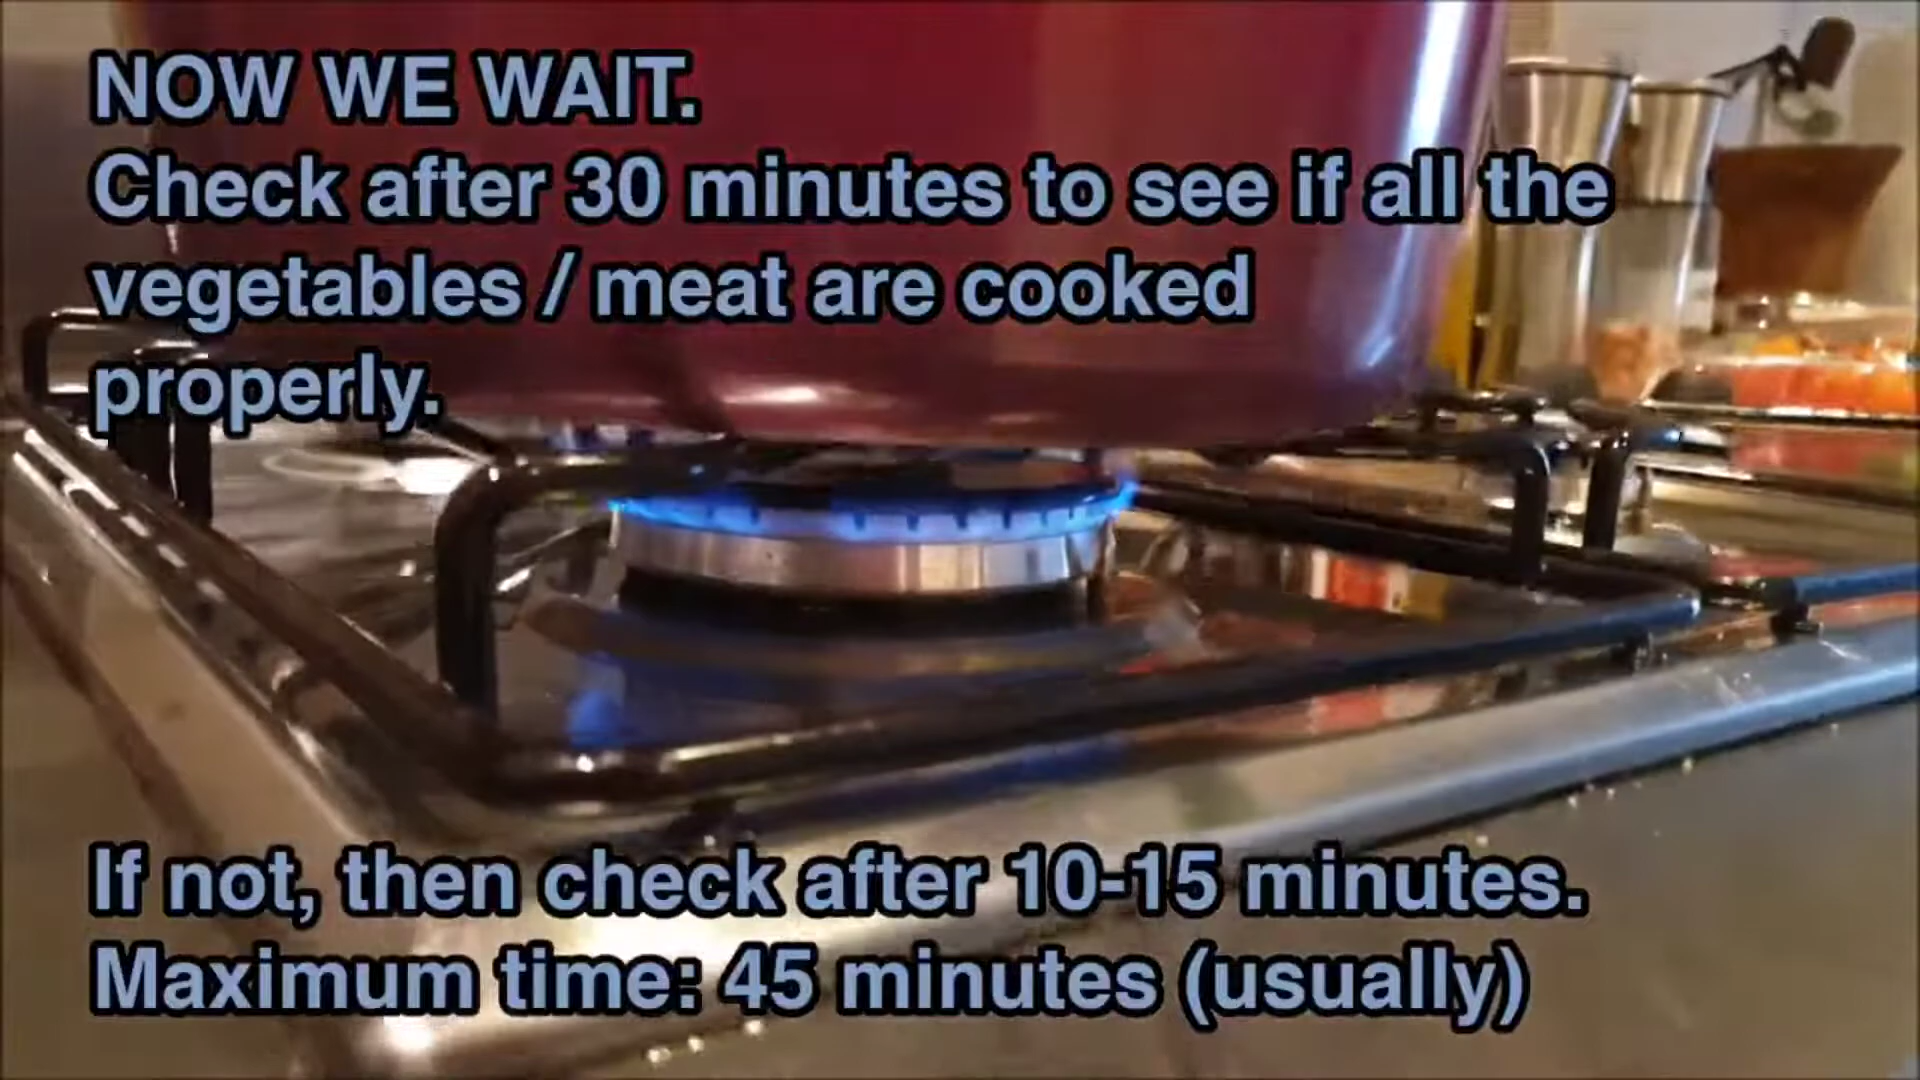 NOW WE WAIT.
Check after 30 minutes to see if all the
vegetables / meat are cooked
properly.
If not, then check after 10-15 minutes.
Maximum time: 45 minutes (usually)